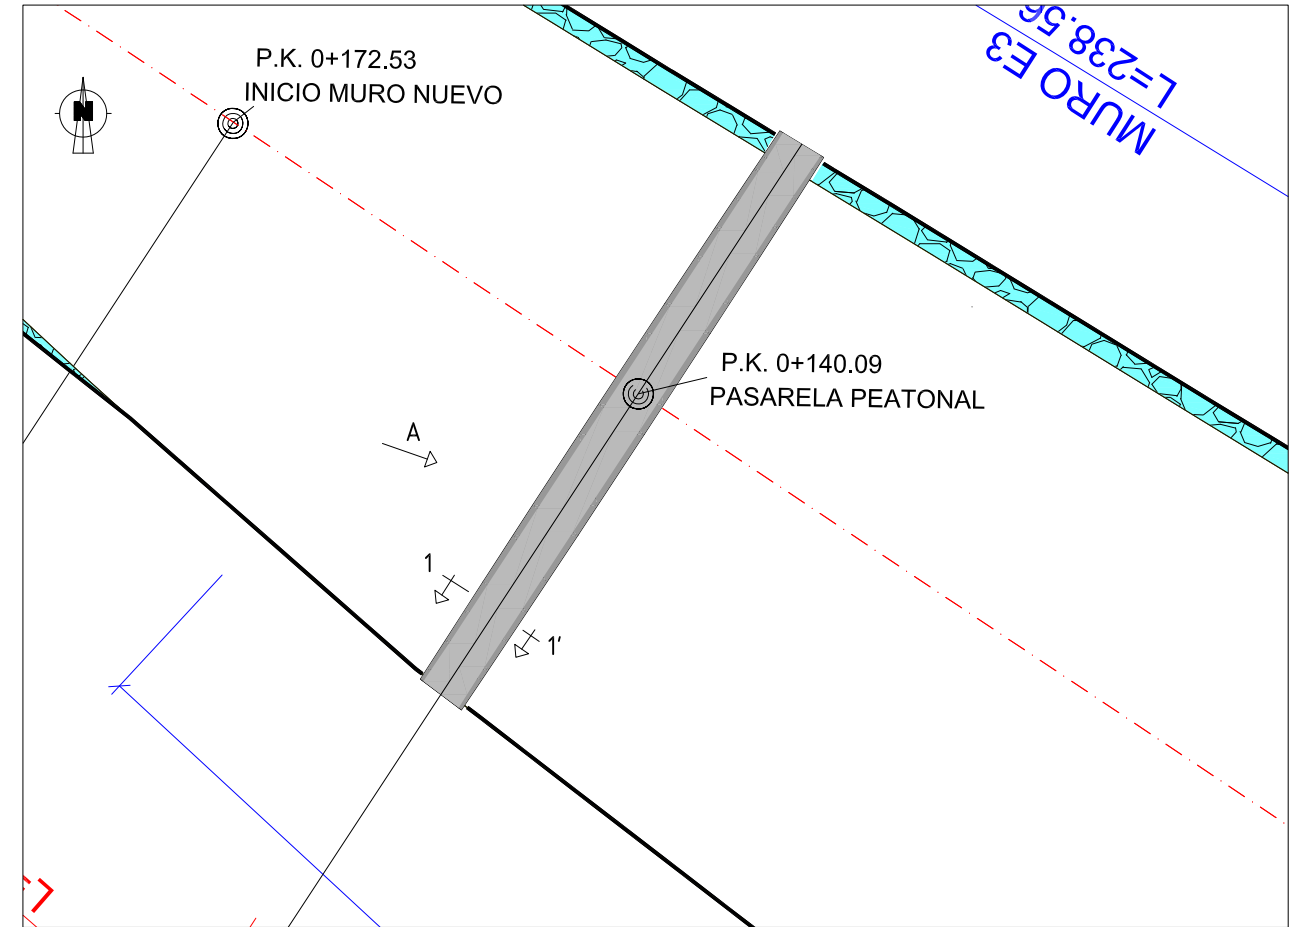 P.K. 0+172.53
INICIO MURO NUEVO
N
MURO E3
L=238.56
P.K. 0+140.09
PASARELA PEATONAL
A
1
1'